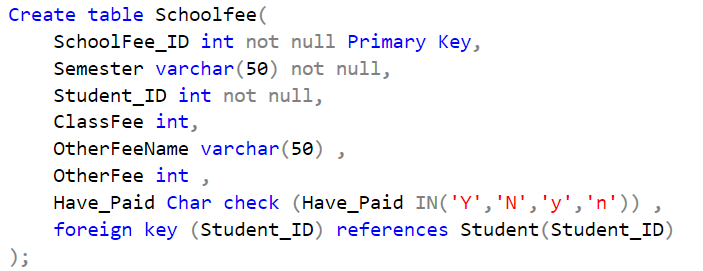 Create table Schoolfee(
SchoolFee_ID int not null Primary Key,
Semester varchar(50) not null,
Student_ID int not null,
ClassFee int,
OtherFeeName varchar(50) ,
OtherFee int ,
Have_Paid Char check (Have_Paid IN('Y','N','y','n')) ,
foreign key (Student_ID) references Student(Student_ID)
);